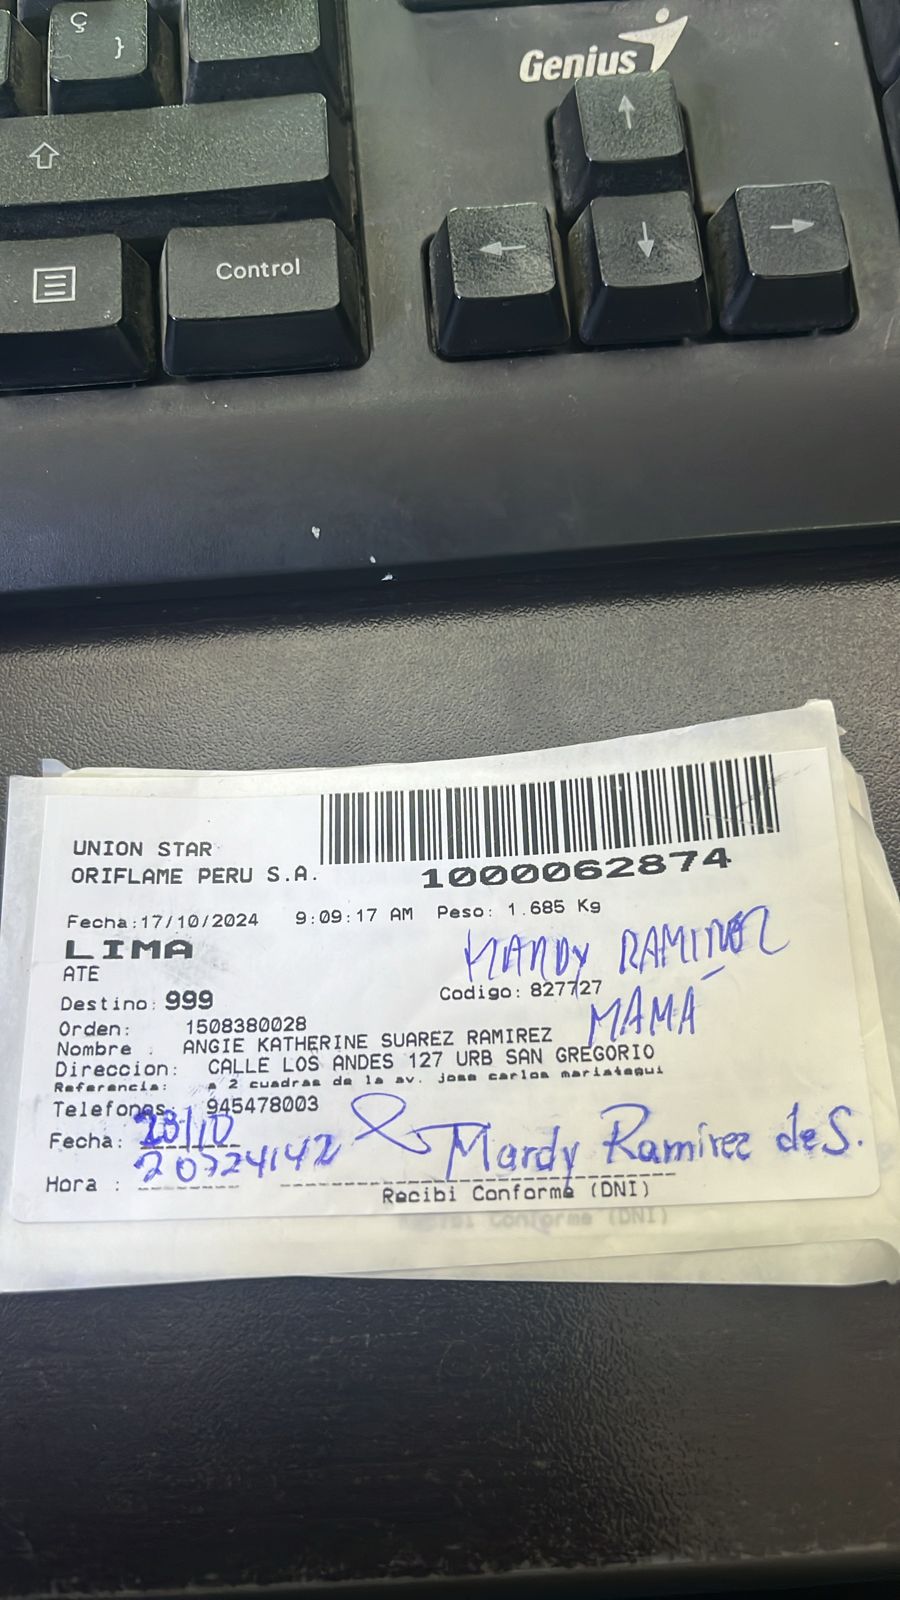 Ç
}
Genius
Control
UNION STAR
ORIFLAME PERU S.A.
1000062874
Fecha:17/10/2024 9:09:17 AM Peso: 1.685 Kg
LIMA
MARDY RAMIREZ
ATE
Destino: 999
Codigo: 827727
MAMÁ
Orden: 1508380028
Nombre : ANGIE KATHERINE SUAREZ RAMIREZ
Direccion: CALLE LOS ANDES 127 URB SAN GREGORIO
Referencia: a 2 cuadras de la av. jose carlos mariategui
Telefonos: 945478003
Fecha: /10
Mardy Ramirez de S.
Hora : 20724142
Recibi Conforme (DNI)